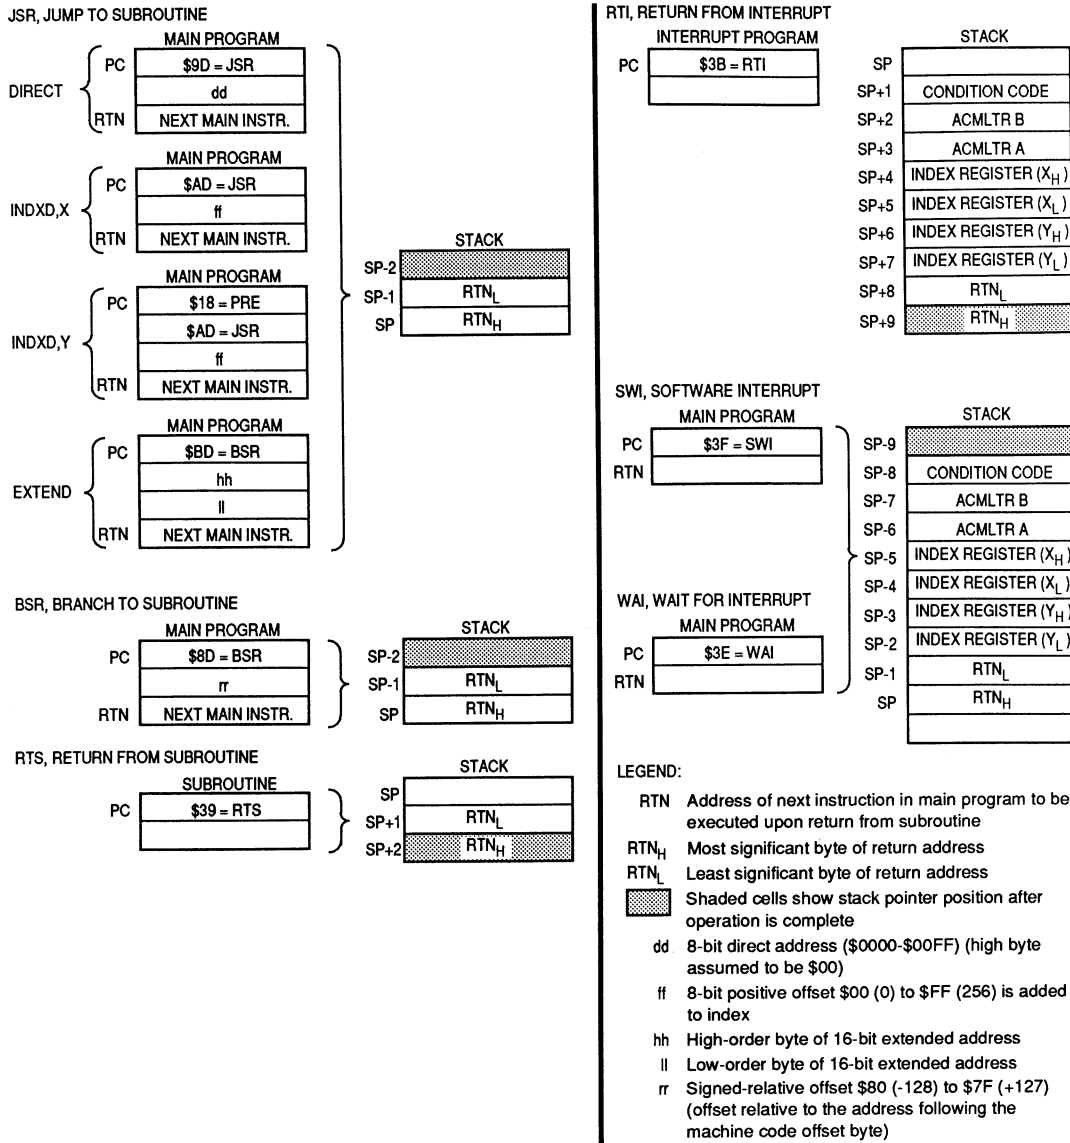 JSR, JUMP TO SUBROUTINE
MAIN PROGRAM
DIRECT
PC $9D = JSR
dd
RTN NEXT MAIN INSTR.
MAIN PROGRAM
INDXD,X
PC $AD = JSR
ff
RTN NEXT MAIN INSTR.
MAIN PROGRAM
INDXD,Y
PC $18 = PRE
$AD = JSR
ff
RTN NEXT MAIN INSTR.
MAIN PROGRAM
EXTEND
PC $BD = BSR
hh
ll
RTN NEXT MAIN INSTR.
STACK
SP-2
SP-1 RTNL
SP RTNH
BSR, BRANCH TO SUBROUTINE
MAIN PROGRAM
PC $8D = BSR
rr
RTN NEXT MAIN INSTR.
STACK
SP-2
SP-1 RTNL
SP RTNH
RTS, RETURN FROM SUBROUTINE
SUBROUTINE
PC $39 = RTS
STACK
SP
SP+1 RTNL
SP+2 RTNH
RTI, RETURN FROM INTERRUPT
INTERRUPT PROGRAM
PC $3B = RTI
STACK
SP
SP+1 CONDITION CODE
SP+2 ACMLTR B
SP+3 ACMLTR A
SP+4 INDEX REGISTER (XH)
SP+5 INDEX REGISTER (XL)
SP+6 INDEX REGISTER (YH)
SP+7 INDEX REGISTER (YL)
SP+8 RTNL
SP+9 RTNH
SWI, SOFTWARE INTERRUPT
MAIN PROGRAM
PC $3F = SWI
RTN
WAI, WAIT FOR INTERRUPT
MAIN PROGRAM
PC $3E = WAI
RTN
STACK
SP-9
SP-8 CONDITION CODE
SP-7 ACMLTR B
SP-6 ACMLTR A
SP-5 INDEX REGISTER (XH)
SP-4 INDEX REGISTER (XL)
SP-3 INDEX REGISTER (YH)
SP-2 INDEX REGISTER (YL)
SP-1 RTNL
SP RTNH
LEGEND:
RTN Address of next instruction in main program to be
executed upon return from subroutine
RTNH Most significant byte of return address
RTNL Least significant byte of return address
Shaded cells show stack pointer position after
operation is complete
dd 8-bit direct address ($0000-$00FF) (high byte
assumed to be $00)
ff 8-bit positive offset $00 (0) to $FF (256) is added
to index
hh High-order byte of 16-bit extended address
ll Low-order byte of 16-bit extended address
rr Signed-relative offset $80 (-128) to $7F (+127)
(offset relative to the address following the
machine code offset byte)